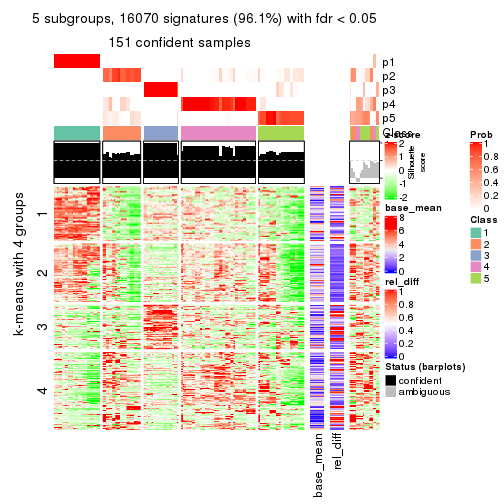 5 subgroups, 16070 signatures (96.1%) with fdr < 0.05
151 confident samples
p1
p2
p3
p4
p5
Class
z-score
2
1
0
-1
-2
Silhouette
score
base_mean
8
6
4
2
0
rel_diff
1
0.8
0.6
0.4
0.2
0
Status (barplots)
confident
ambiguous
Prob
1
0.8
0.6
0.4
0.2
0
Class
1
2
3
4
5
k-means with 4 groups
1
2
3
4
base_mean
rel_diff